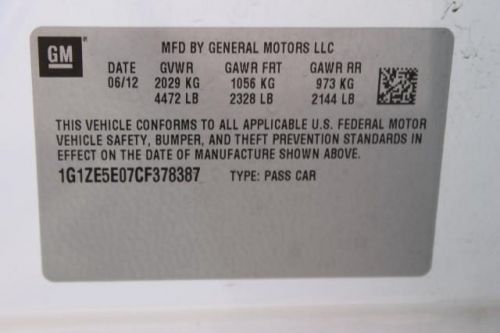 GM
MFD BY GENERAL MOTORS LLC
DATE GVWR GAWR FRT GAWR RR
06/12 2029 KG 1056 KG 973 KG
4472 LB 2328 LB 2144 LB
THIS VEHICLE CONFORMS TO ALL APPLICABLE U.S. FEDERAL MOTOR
VEHICLE SAFETY, BUMPER, AND THEFT PREVENTION STANDARDS IN
EFFECT ON THE DATE OF MANUFACTURE SHOWN ABOVE.
1G1ZE5E07CF378387 TYPE: PASS CAR